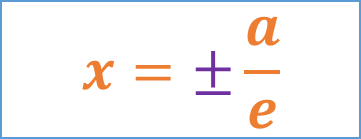 x = ± a/e